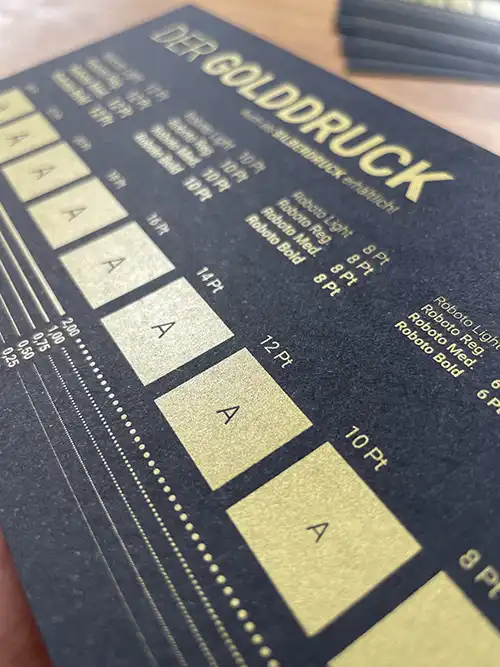 DER GOLDDRUCK
auch als SILBERDRUCK erhältlich!
Roboto Light 10 Pt
Roboto Reg. 10 Pt
Roboto Med. 10 Pt
Roboto Bold 10 Pt
Roboto Light 8 Pt
Roboto Reg. 8 Pt
Roboto Med. 8 Pt
Roboto Bold 8 Pt
Roboto Light
Roboto Reg.
Roboto Med.
Roboto Bold 6 Pt
A
A
A
A 18 Pt
A 16 Pt
A 14 Pt
A 12 Pt
A 10 Pt
8 Pt
2,00
1,00
0,75
0,50
0,25